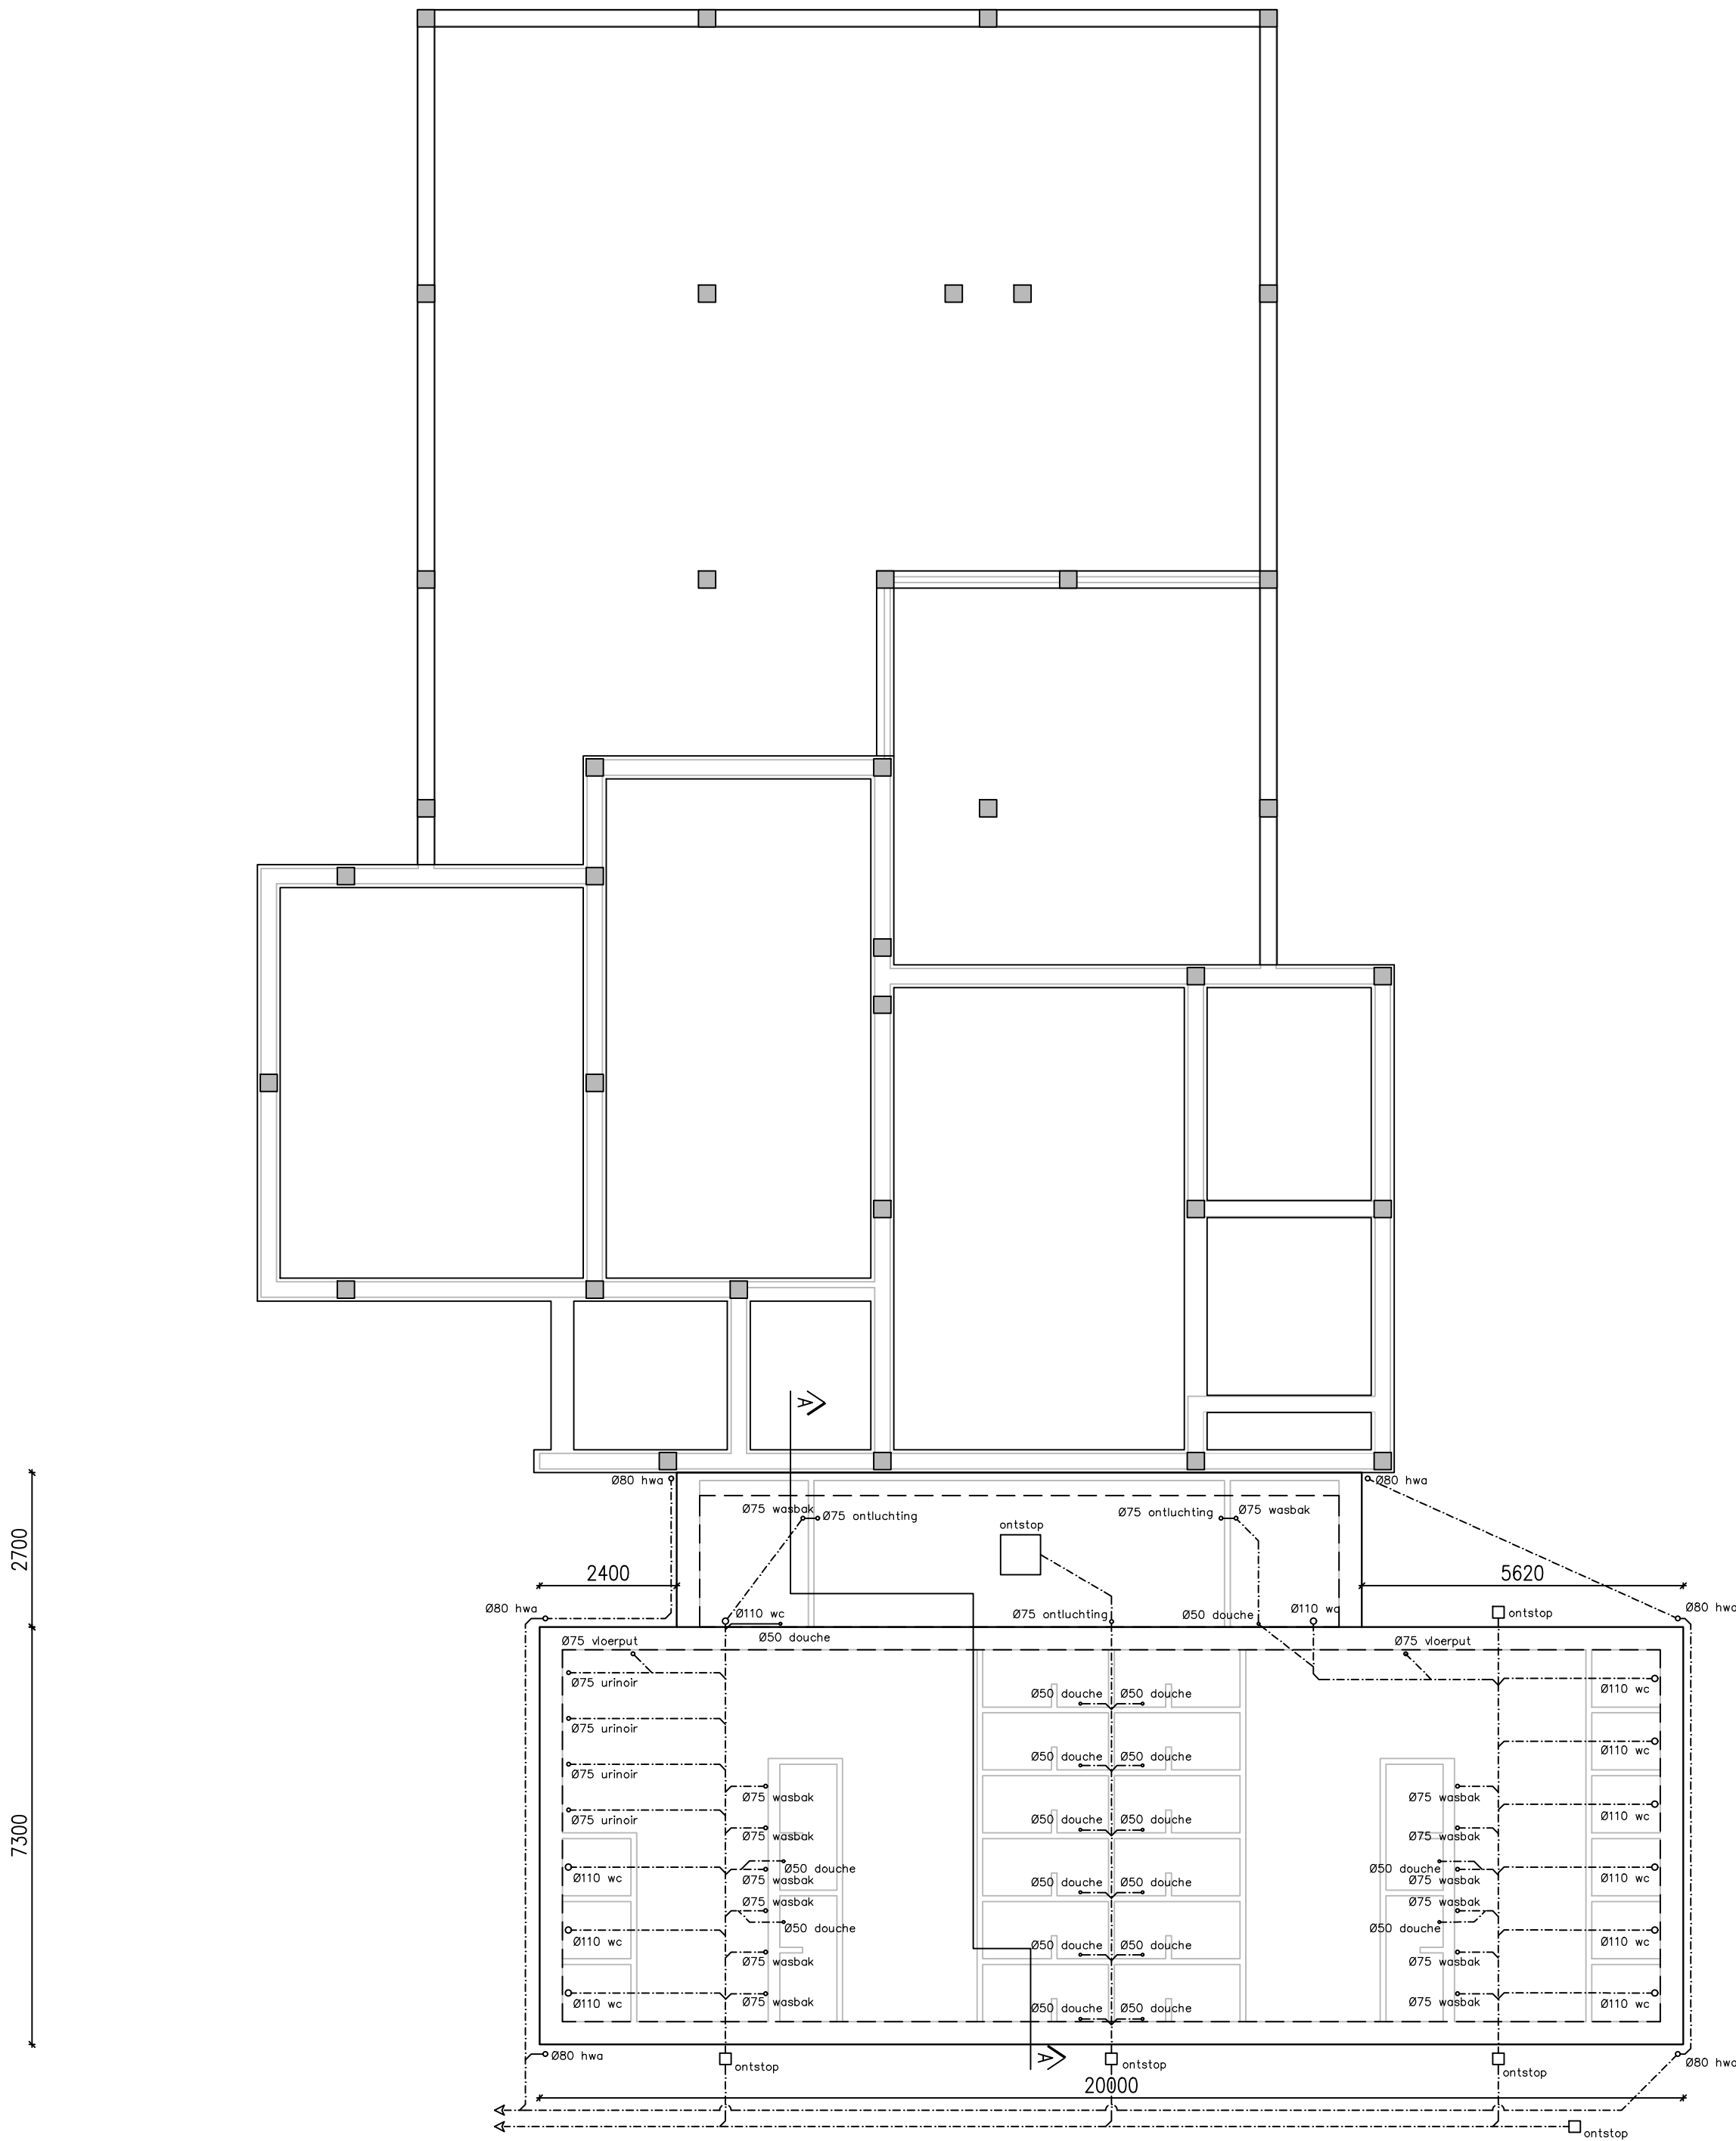 A
Ø80 hwa
Ø80 hwa
2700
Ø75 wasbak
Ø75 ontluchting
Ø75 ontluchting
Ø75 wasbak
ontstop
2400
5620
Ø80 hwa
Ø110 wc
Ø75 ontluchting
Ø50 douche
Ø110 wa
ontstop
Ø80 hwa
Ø50 douche
Ø75 vloerput
Ø75 vloerput
Ø75 urinoir
Ø50 douche
Ø50 douche
Ø110 wc
Ø75 urinoir
Ø50 douche
Ø50 douche
Ø110 wc
Ø75 urinoir
Ø75 wasbak
Ø75 wasbak
Ø110 wc
Ø75 urinoir
Ø50 douche
Ø50 douche
7300
Ø75 wasbak
Ø75 wasbak
Ø50 douche
Ø50 douche
Ø110 wc
Ø75 wasbak
Ø50 douche
Ø50 douche
Ø75 wasbak
Ø110 wc
Ø75 wasbak
Ø75 wasbak
Ø50 douche
Ø50 douche
Ø110 wc
Ø50 douche
Ø50 douche
Ø110 wc
Ø75 wasbak
Ø75 wasbak
Ø110 wc
Ø75 wasbak
Ø50 douche
Ø50 douche
Ø75 wasbak
Ø110 wc
Ø80 hwa
ontstop
A
ontstop
ontstop
Ø80 hwa
20000
ontstop